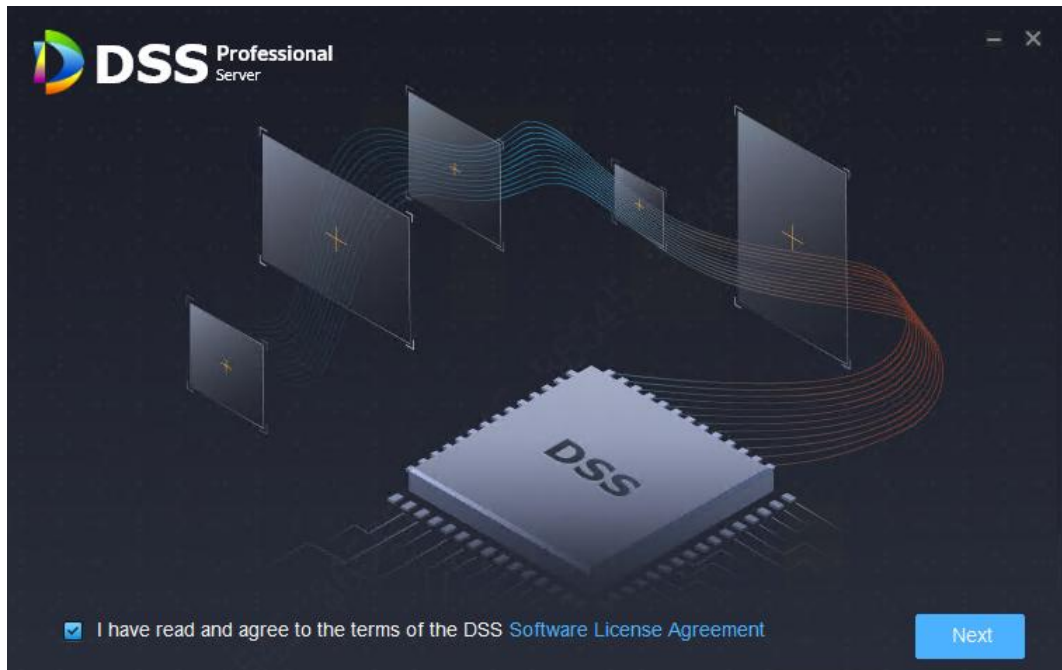 DSS Professional
Server
DSS
I have read and agree to the terms of the DSS Software License Agreement
Next